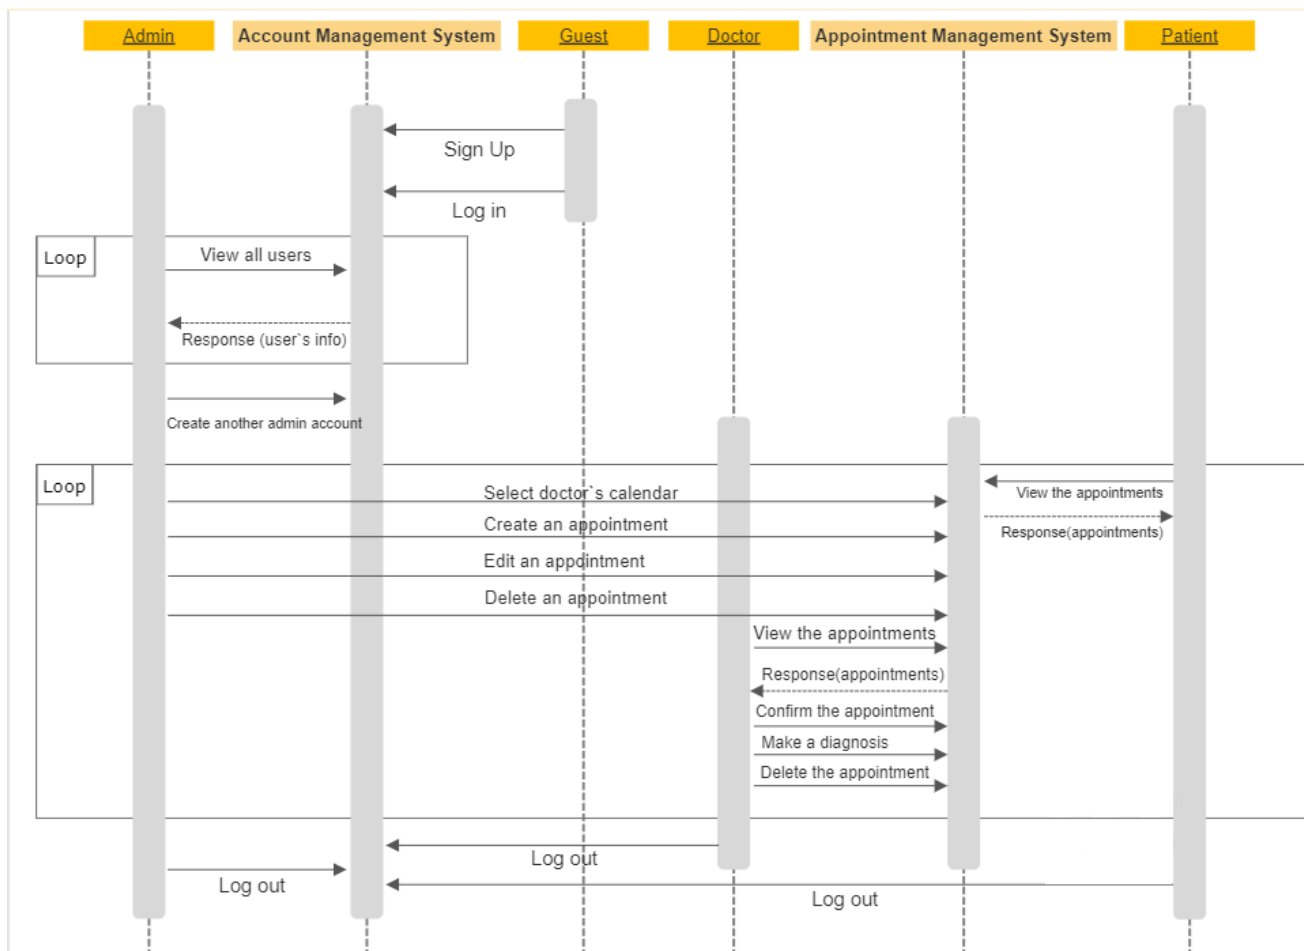 Admin
Account Management System
Guest
Doctor
Appointment Management System
Patient
Sign Up
Log in
Loop
View all users
Response (user`s info)
Create another admin account
Loop
Select doctor`s calendar
View the appointments
Create an appointment
Response(appointments)
Edit an appointment
Delete an appointment
View the appointments
Response(appointments)
Confirm the appointment
Make a diagnosis
Delete the appointment
Log out
Log out
Log out